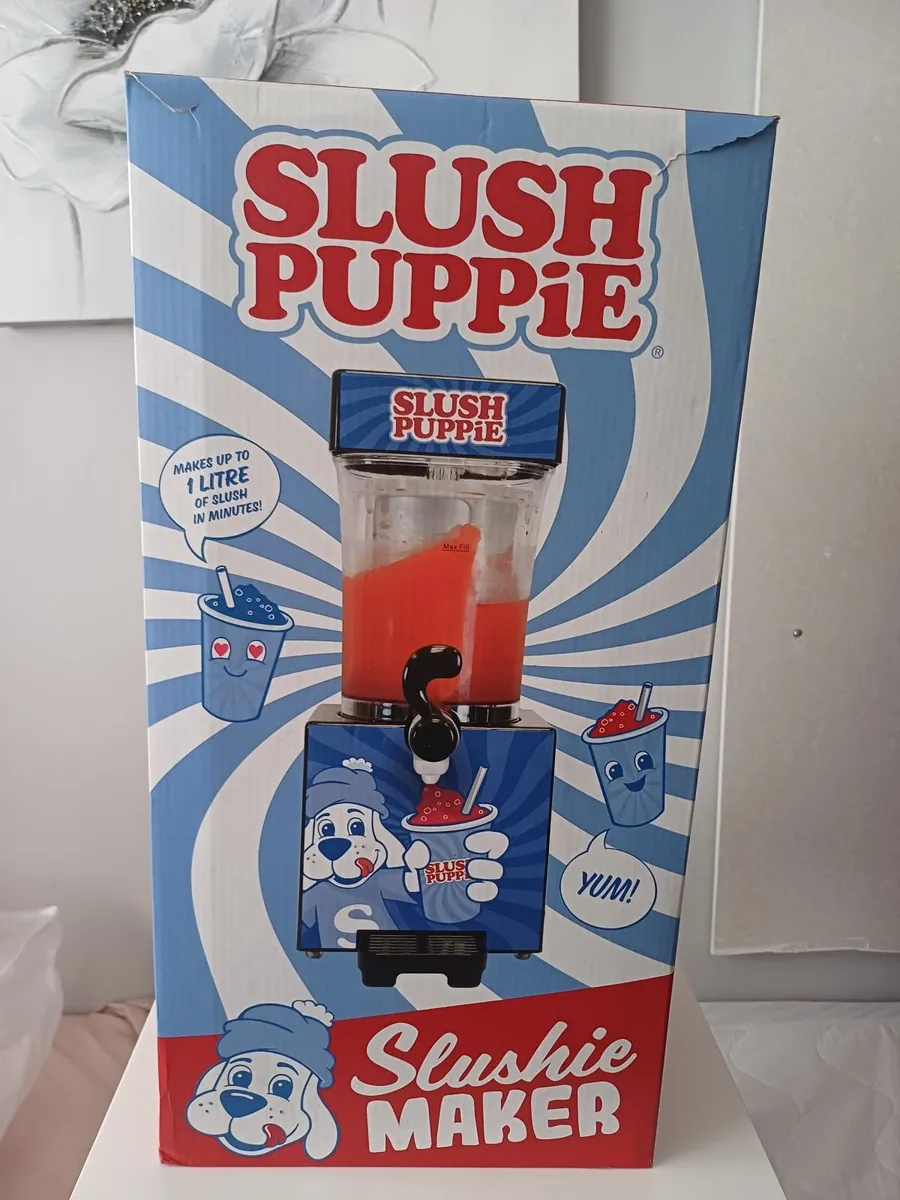 SLUSH
PUPPiE
®
SLUSH
PUPPiE
MAKES UP TO
1 LITRE
OF SLUSH
IN MINUTES!
Max Fill
SLUSH
PUPP
S
YUM!
Slushie
MAKER